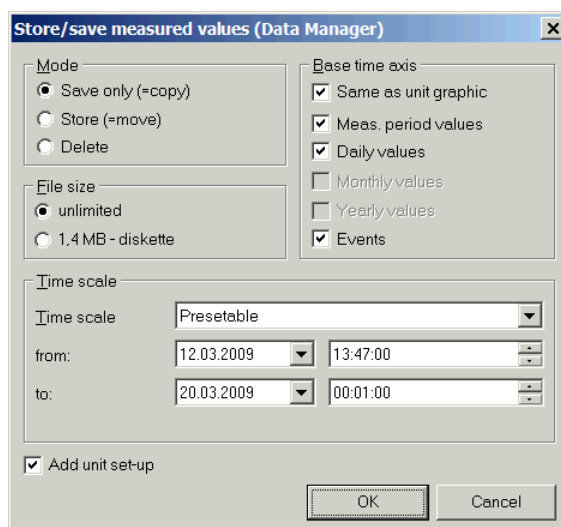 Store/save measured values (Data Manager)
Mode
Save only (=copy)
Store (=move)
Delete
File size
unlimited
1,4 MB - diskette
Base time axis
Same as unit graphic
Meas. period values
Daily values
Monthly values
Yearly values
Events
Time scale
Time scale Presetable
from: 12.03.2009 13:47:00
to: 20.03.2009 00:01:00
Add unit set-up
OK Cancel